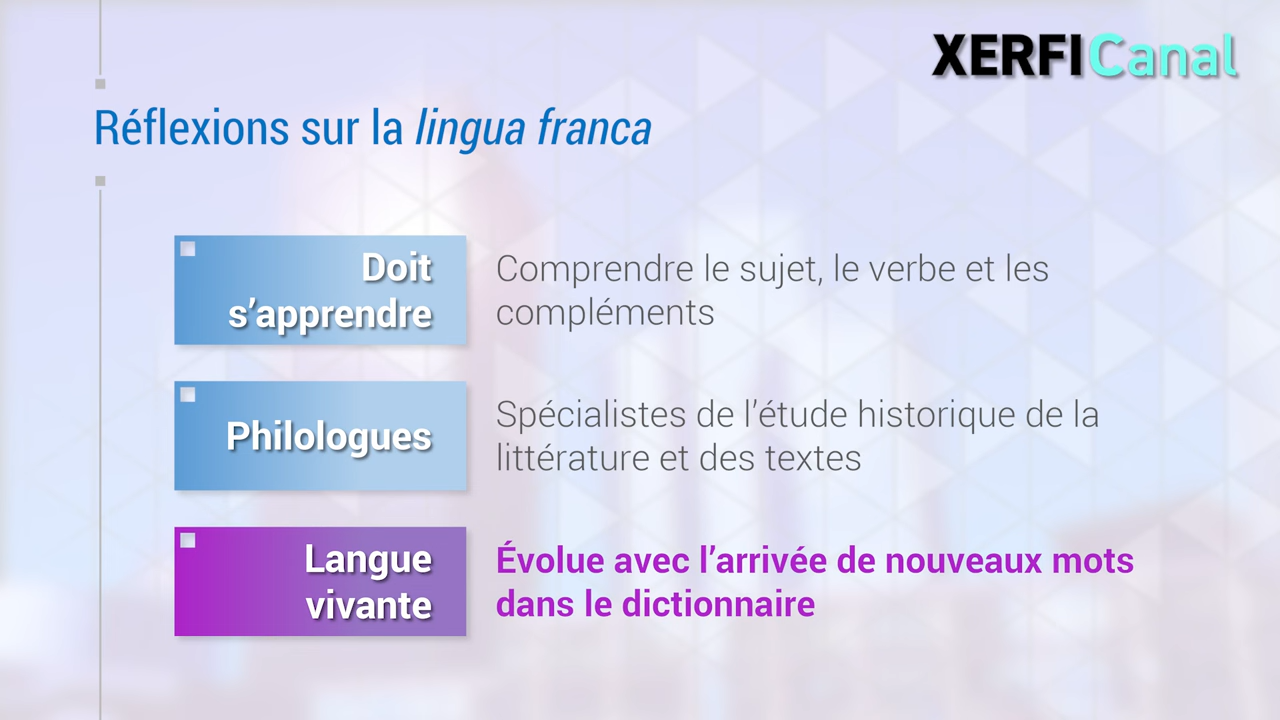 XERFICanal
Réflexions sur la lingua franca
Doit
s’apprendre
Comprendre le sujet, le verbe et les
compléments
Philologues
Spécialistes de l’étude historique de la
littérature et des textes
Langue
vivante
Évolue avec l’arrivée de nouveaux mots
dans le dictionnaire